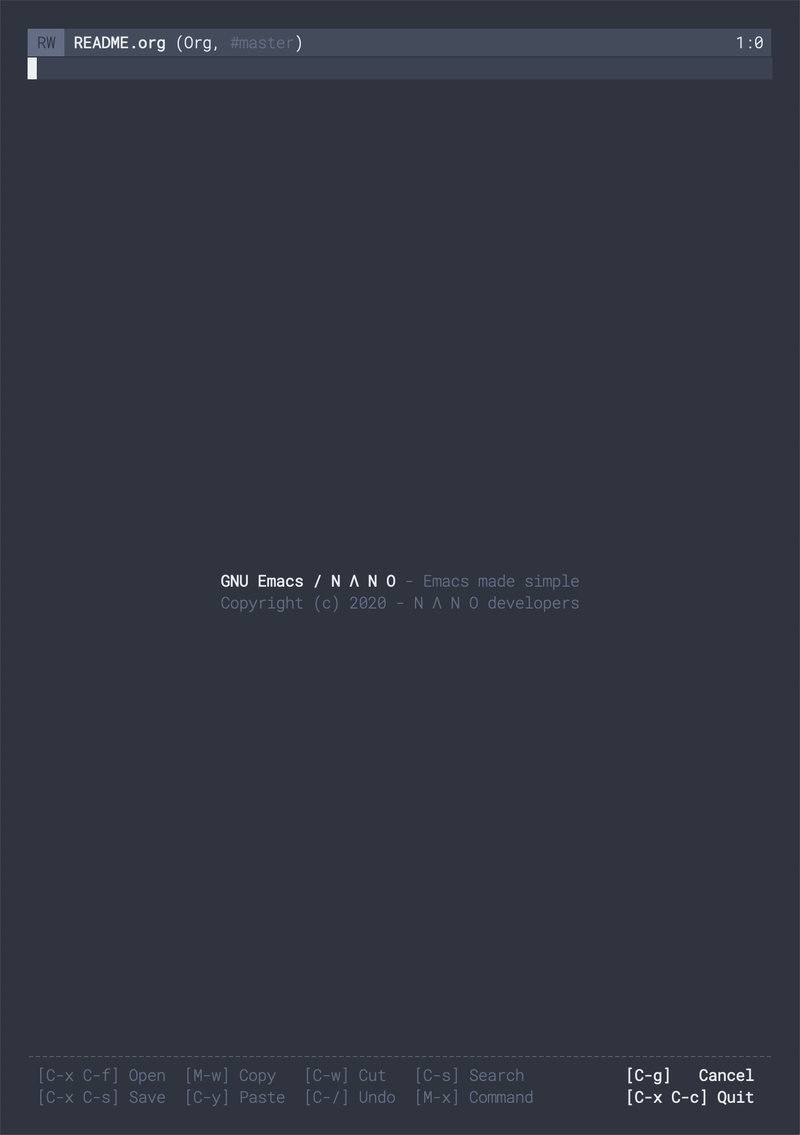 RW README.org (Org, #master) 1:0
GNU Emacs / N Λ N O - Emacs made simple
Copyright (c) 2020 - N Λ N O developers
[C-x C-f] Open [M-w] Copy [C-w] Cut [C-s] Search [C-g] Cancel
[C-x C-s] Save [C-y] Paste [C-/] Undo [M-x] Command [C-x C-c] Quit